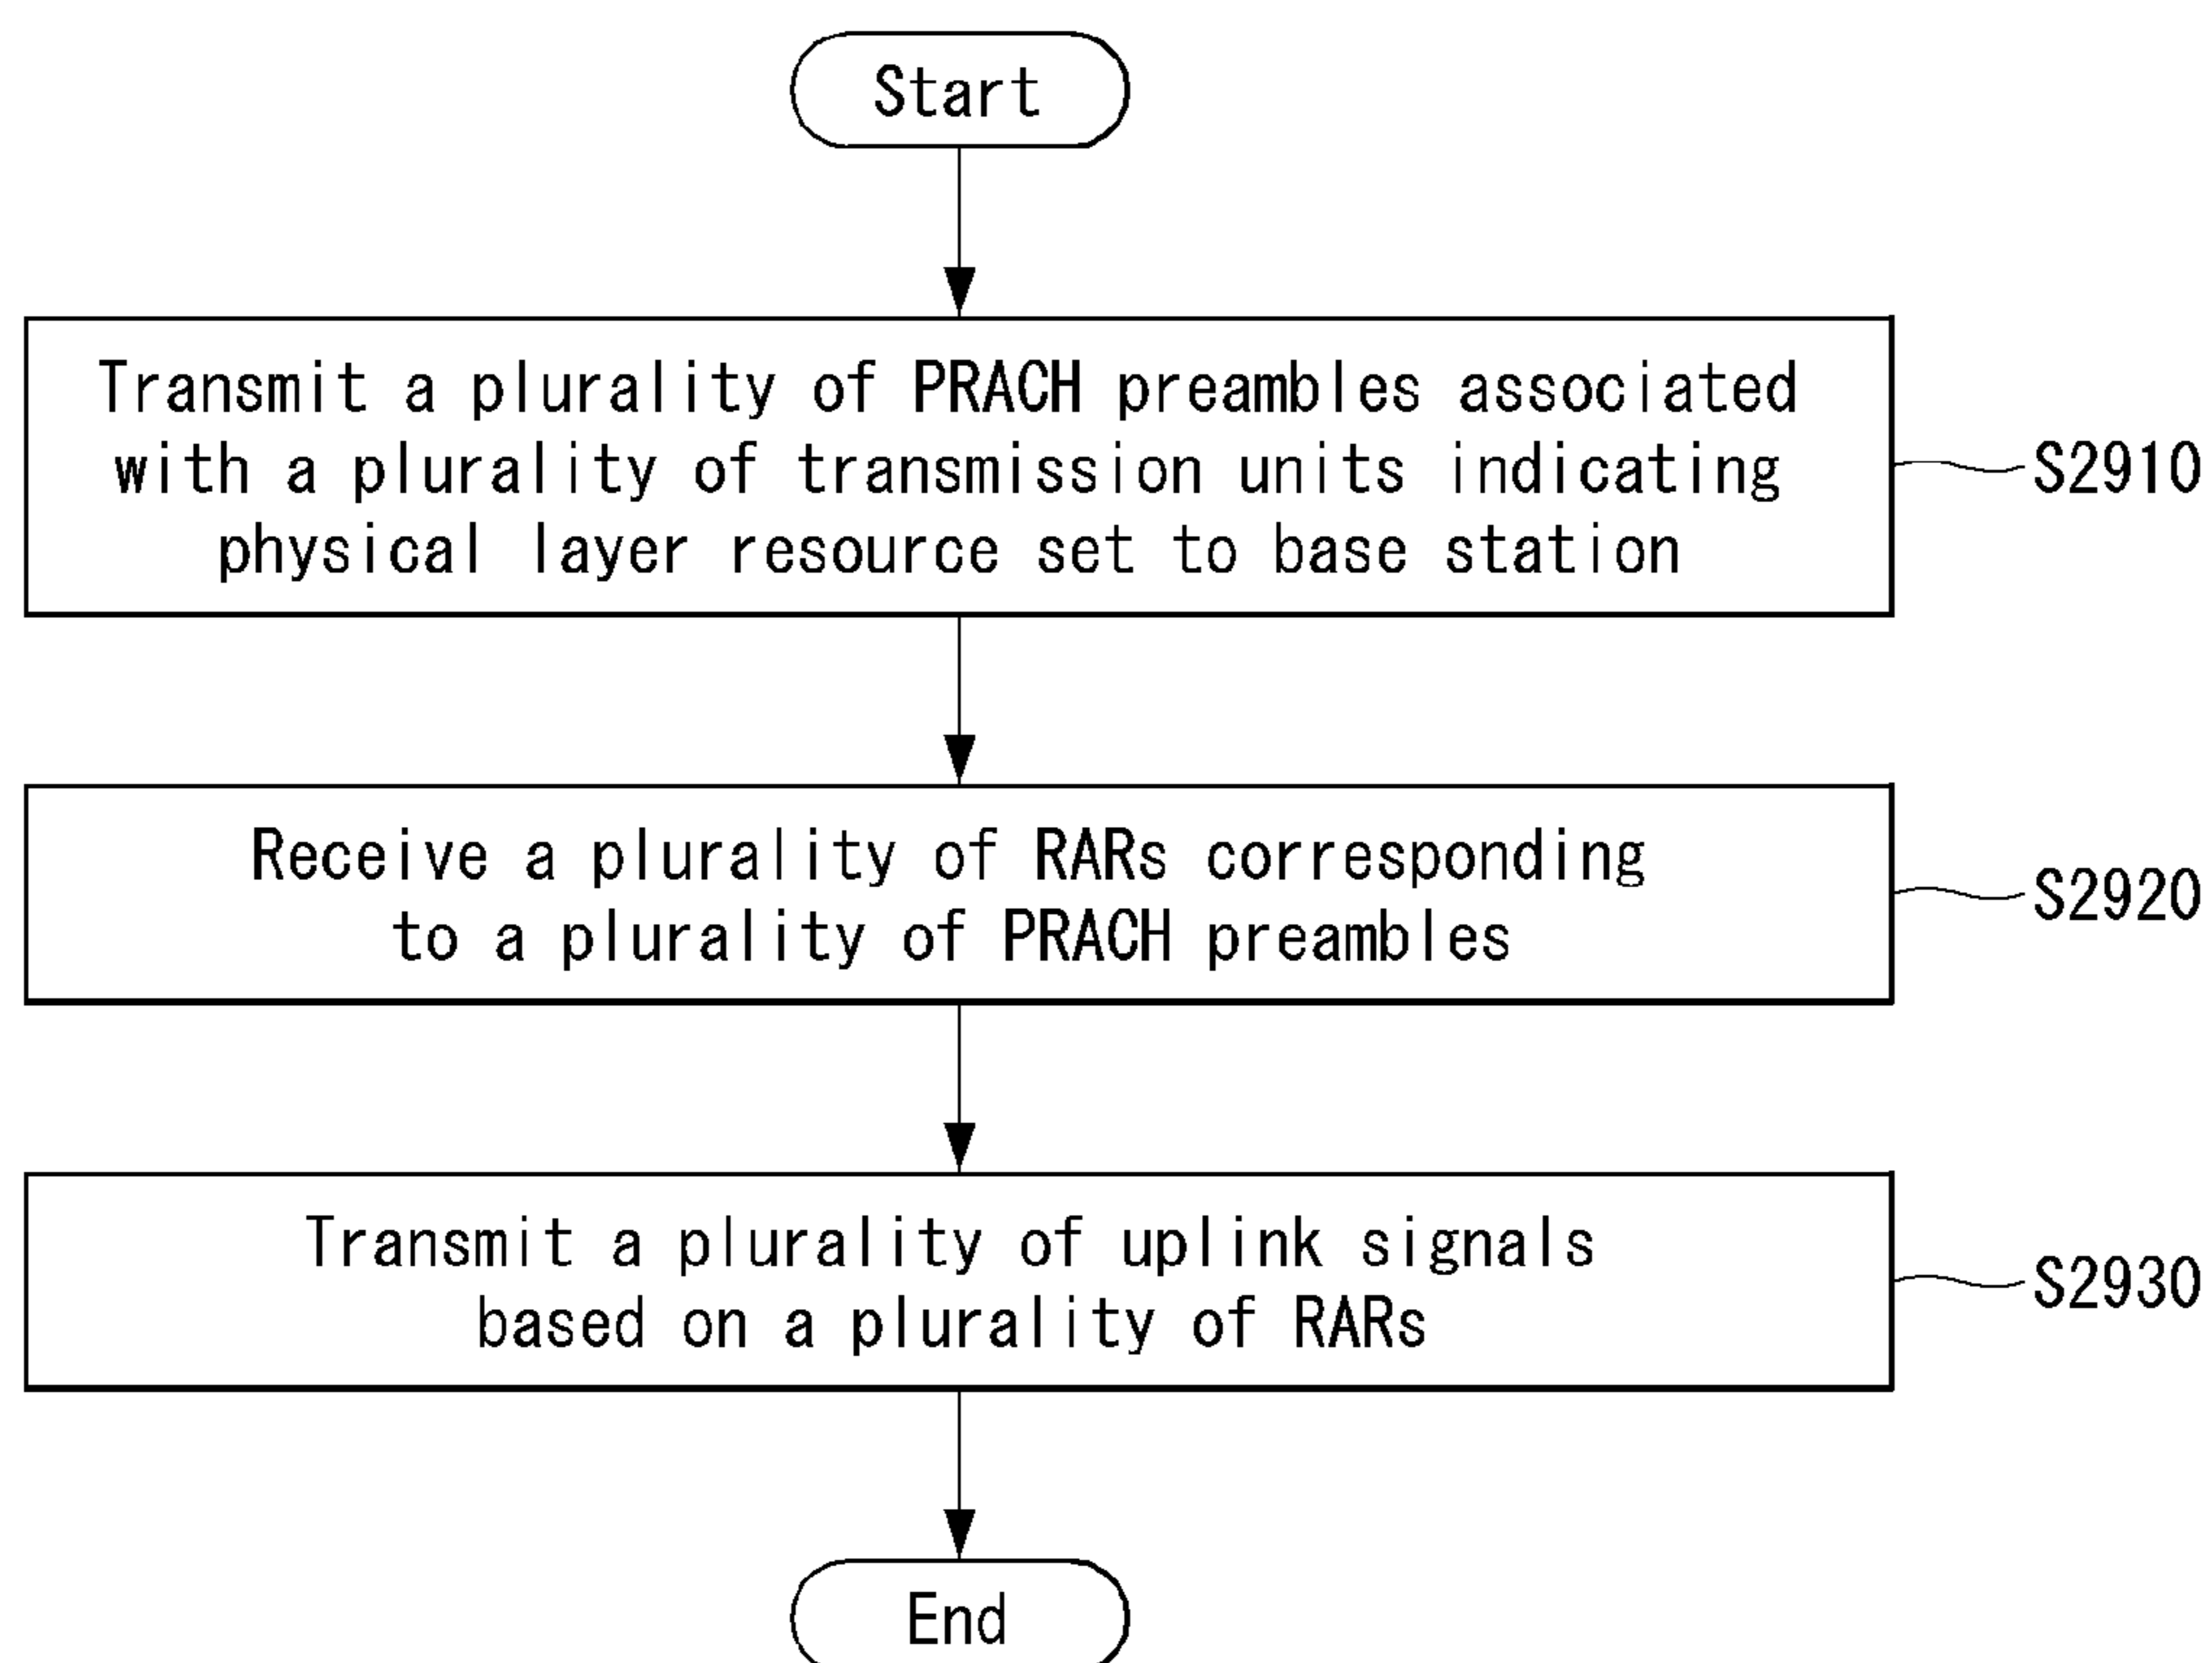 Start
Transmit a plurality of PRACH preambles associated
with a plurality of transmission units indicating
physical layer resource set to base station
S2910
Receive a plurality of RARs corresponding
to a plurality of PRACH preambles
S2920
Transmit a plurality of uplink signals
based on a plurality of RARs
S2930
End